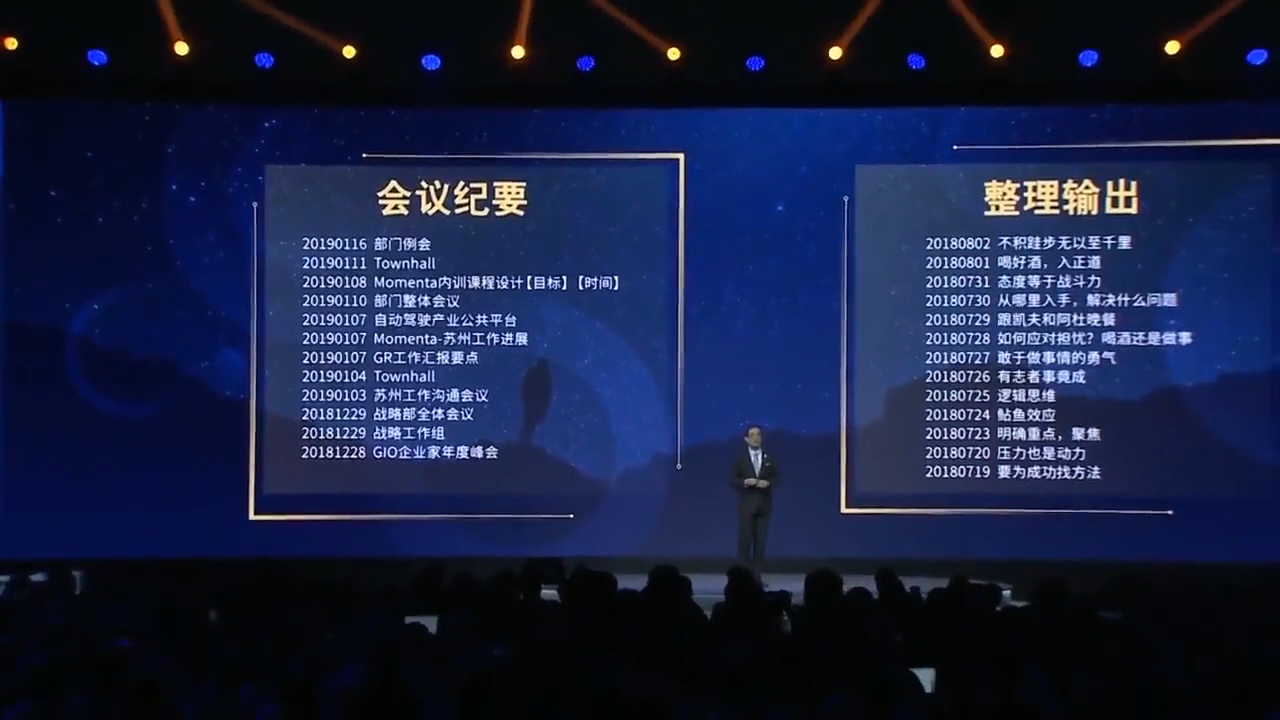 会议纪要
20190116 部门例会
20190111 Townhall
20190108 Momenta内训课程设计【目标】【时间】
20190110 部门整体会议
20190107 自动驾驶产业公共平台
20190107 Momenta-苏州工作进展
20190107 GR工作汇报要点
20190104 Townhall
20190103 苏州工作沟通会议
20181229 战略部全体会议
20181229 战略工作组
20181228 GIO企业家年度峰会
整理输出
20180802 不积跬步无以至千里
20180801 喝好酒，入正道
20180731 态度等于战斗力
20180730 从哪里入手，解决什么问题
20180729 跟凯夫和阿杜晚餐
20180728 如何应对担忧？喝酒还是做事
20180727 敢于做事情的勇气
20180726 有志者事竟成
20180725 逻辑思维
20180724 鲇鱼效应
20180723 明确重点，聚焦
20180720 压力也是动力
20180719 要为成功找方法